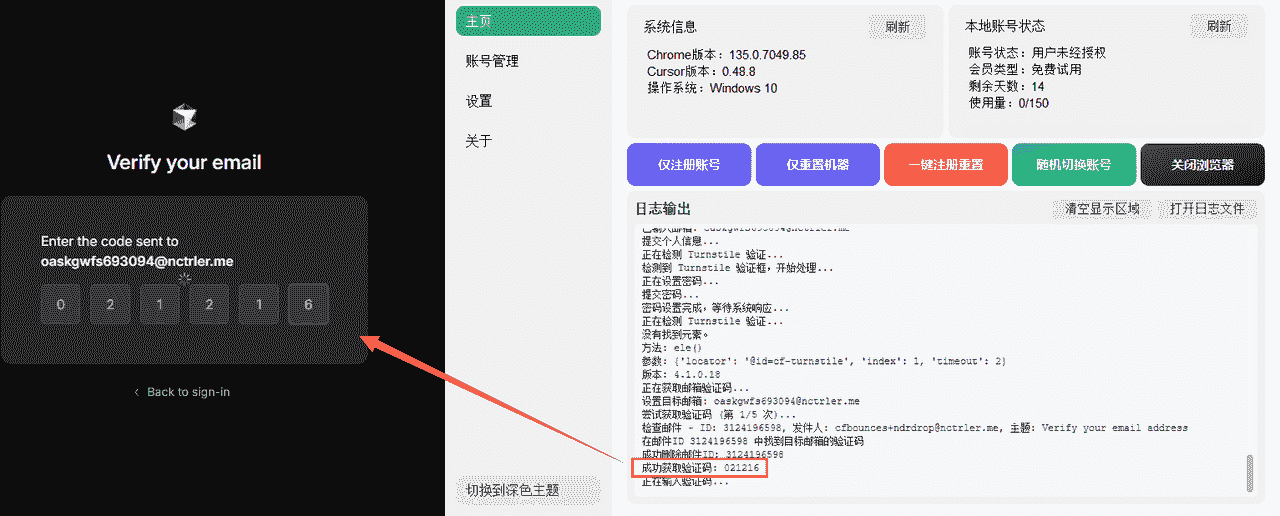 Verify your email
Enter the code sent to
oaskgwfs693094@nctrler.me
0 2 1 2 1 6
Back to sign-in
主页
账号管理
设置
关于
切换到深色主题
系统信息
刷新
Chrome版本：135.0.7049.85
Cursor版本：0.48.8
操作系统：Windows 10
本地账号状态
刷新
账号状态：用户未经授权
会员类型：免费试用
剩余天数：14
使用量：0/150
仅注册账号
仅重置机器
一键注册重置
随机切换账号
关闭浏览器
日志输出
清空显示区域
打开日志文件
已输入邮箱: oaskgwfs693094@nctrler.me
提交个人信息...
正在检测 Turnstile 验证...
检测到 Turnstile 验证框，开始处理...
正在设置密码...
提交密码...
密码设置完成，等待系统响应...
正在检测 Turnstile 验证...
没有找到元素。
方法: ele()
参数: {'locator': '@id=cf-turnstile', 'index': 1, 'timeout': 2}
版本: 4.1.0.18
正在获取邮箱验证码...
设置目标邮箱: oaskgwfs693094@nctrler.me
尝试获取验证码 (第 1/5 次)...
检查邮件 - ID: 3124196598, 发件人: cfbounces+ndrdrop@nctrler.me, 主题: Verify your email address
在邮件ID 3124196598 中找到目标邮箱的验证码
成功删除邮件ID: 3124196598
成功获取验证码: 021216
正在输入验证码...